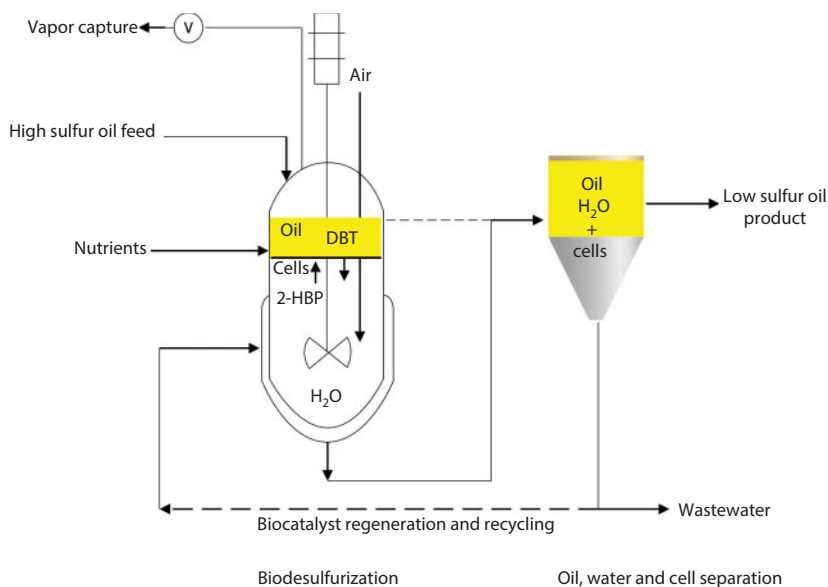 Vapor capture
V
Air
High sulfur oil feed
Oil
DBT
Nutrients
Cells
2-HBP
H₂O
Oil
H₂O
+
cells
Low sulfur oil
product
Wastewater
Biocatalyst regeneration and recycling
Biodesulfurization
Oil, water and cell separation